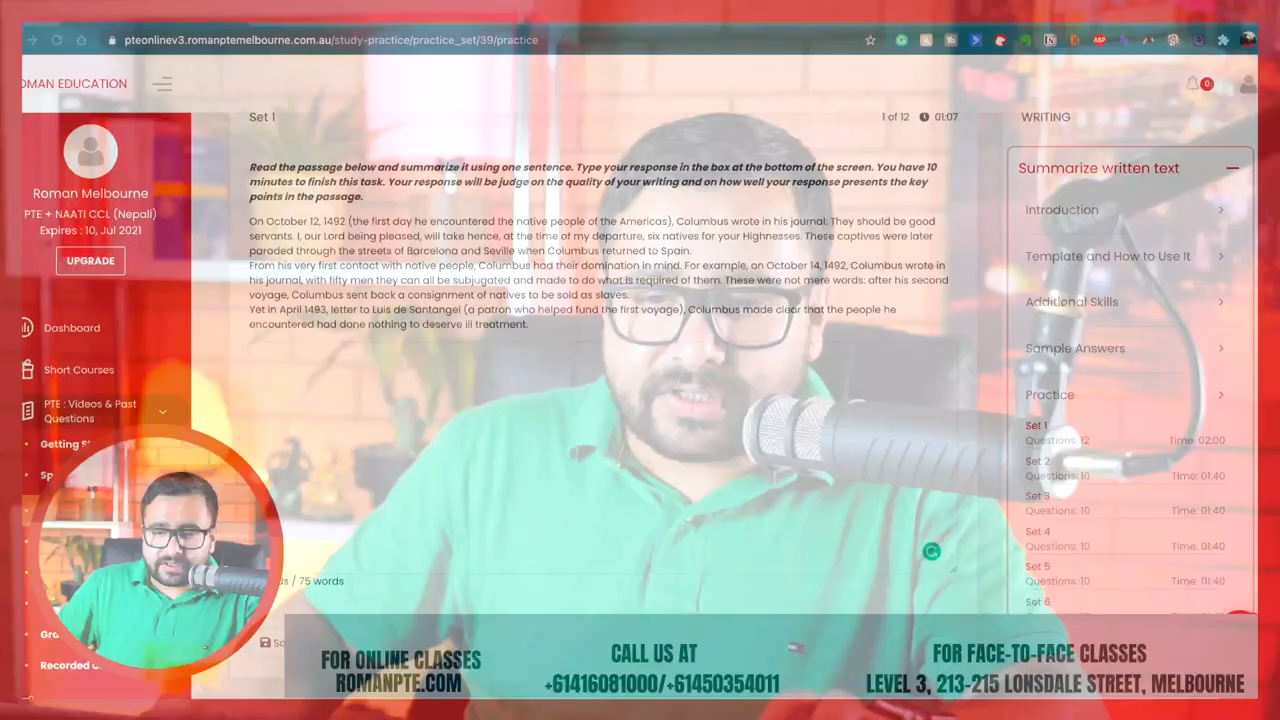 pteonlinev3.romanptemelbourne.com.au/study-practice/practice_set/39/practice
ABP
OMAN EDUCATION
0
Roman Melbourne
PTE + NAATI CCL (Nepali)
Expires : 10, Jul 2021
UPGRADE
Dashboard
Short Courses
PTE : Videos & Past
Questions
Getting S
Sp
Gr
Recorded
Set 1
1 of 12 01:07
Read the passage below and summarize it using one sentence. Type your response in the box at the bottom of the screen. You have 10
minutes to finish this task. Your response will be judge on the quality of your writing and on how well your response presents the key
points in the passage.
On October 12, 1492 (the first day he encountered the native people of the Americas), Columbus wrote in his journal: They should be good
servants. I, our Lord being pleased, will take hence, at the time of my departure, six natives for your Highnesses. These captives were later
paroded through the streets of Barcelona and Seville when Columbus returned to Spain.
From his very first contact with native people, Columbus had their domination in mind. For example, on October 14, 1492, Columbus wrote in
his journal, with fifty men they can all be subjugated and made to do what is required of them. These were not mere words: after his second
voyage, Columbus sent back a consignment of natives to be sold as slaves.
Yet in April 1493, letter to Luis de Santangel (a patron who helped fund the first voyage), Columbus made clear that the people he
encountered had done nothing to deserve ill treatment.
ds / 75 words
WRITING
Summarize written text
Introduction
Template and How to Use It
Additional Skills
Sample Answers
Practice
Set 1
Questions: 12 Time: 02:00
Set 2
Questions: 10 Time: 01:40
Set 3
Questions: 10 Time: 01:40
Set 4
Questions: 10 Time: 01:40
Set 5
Questions: 10 Time: 01:40
Set 6
FOR ONLINE CLASSES
ROMANPTE.COM
CALL US AT
+61416081000/+61450354011
FOR FACE-TO-FACE CLASSES
LEVEL 3, 213-215 LONSDALE STREET, MELBOURNE